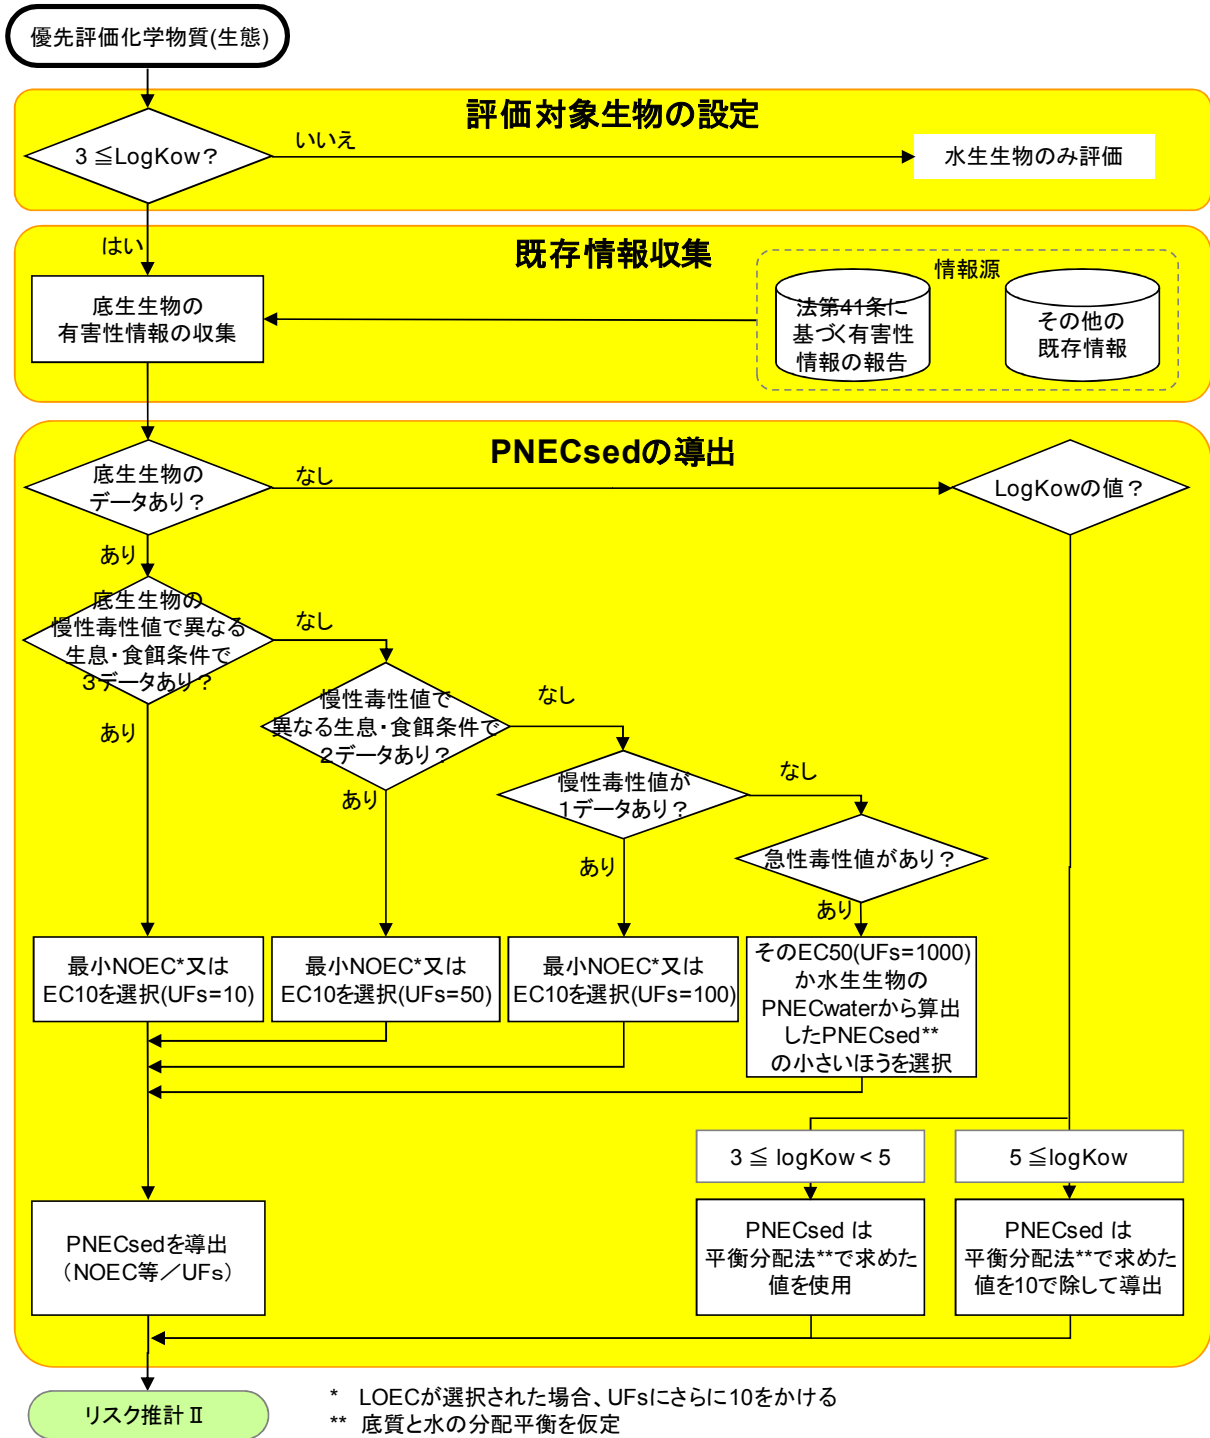 優先評価化学物質(生態)
評価対象生物の設定
3 ≦LogKow？
いいえ
水生生物のみ評価
はい
既存情報収集
底生生物の
有害性情報の収集
情報源
法第41条に
基づく有害性
情報の報告
その他の
既存情報
PNECsedの導出
底生生物の
データあり？
なし
LogKowの値？
あり
底生生物の
慢性毒性値で異なる
生息・食餌条件で
３データあり？
なし
あり
慢性毒性値で
異なる生息・食餌条件で
２データあり？
なし
あり
慢性毒性値が
１データあり？
なし
あり
急性毒性値があり？
あり
最小NOEC*又は
EC10を選択(UFs=10)
最小NOEC*又は
EC10を選択(UFs=50)
最小NOEC*又は
EC10を選択(UFs=100)
そのEC50(UFs=1000)
か水生生物の
PNECwaterから算出
したPNECsed**
の小さいほうを選択
3 ≦ logKow < 5
5 ≦logKow
PNECsedを導出
（NOEC等／UFs）
PNECsed は
平衡分配法**で求めた
値を使用
PNECsed は
平衡分配法**で求めた
値を10で除して導出
リスク推計Ⅱ
* LOECが選択された場合、UFsにさらに10をかける
** 底質と水の分配平衡を仮定